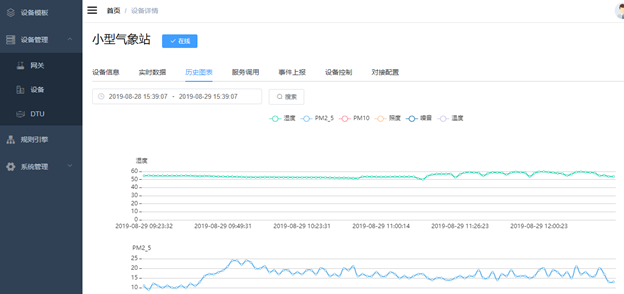 设备模板
设备管理
网关
设备
DTU
规则引擎
系统管理
首页 / 设备详情
小型气象站 ✓ 在线
设备信息 实时数据 历史图表 服务调用 事件上报 设备控制 对接配置
2019-08-28 15:39:07 - 2019-08-29 15:39:07 搜索
湿度 PM2_5 PM10 照度 噪音 温度
湿度
60
50
40
30
20
10
0
2019-08-29 09:23:32 2019-08-29 09:49:31 2019-08-29 10:23:31 2019-08-29 11:00:14 2019-08-29 11:26:23 2019-08-29 12:00:23
PM2_5
25
20
15
10